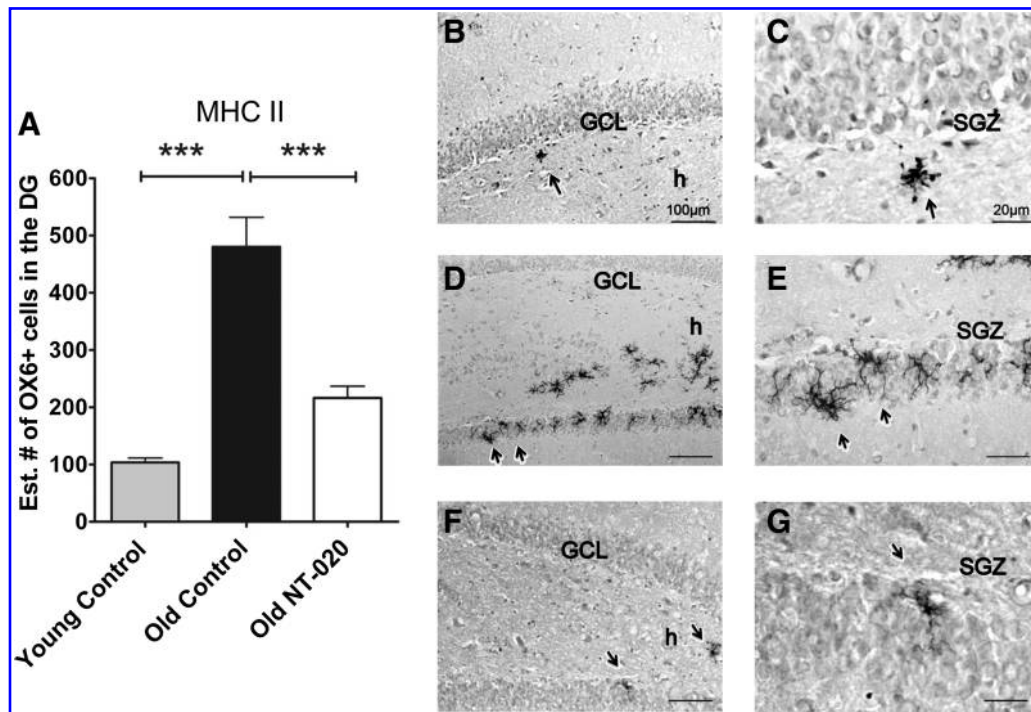 A
MHC II
*** ***
Est. # of OX6+ cells in the DG
600
500
400
300
200
100
0
Young Control
Old Control
Old NT-020
B
GCL
h
100µm
C
SGZ
20µm
D
GCL
h
E
SGZ
F
GCL
h
G
SGZ